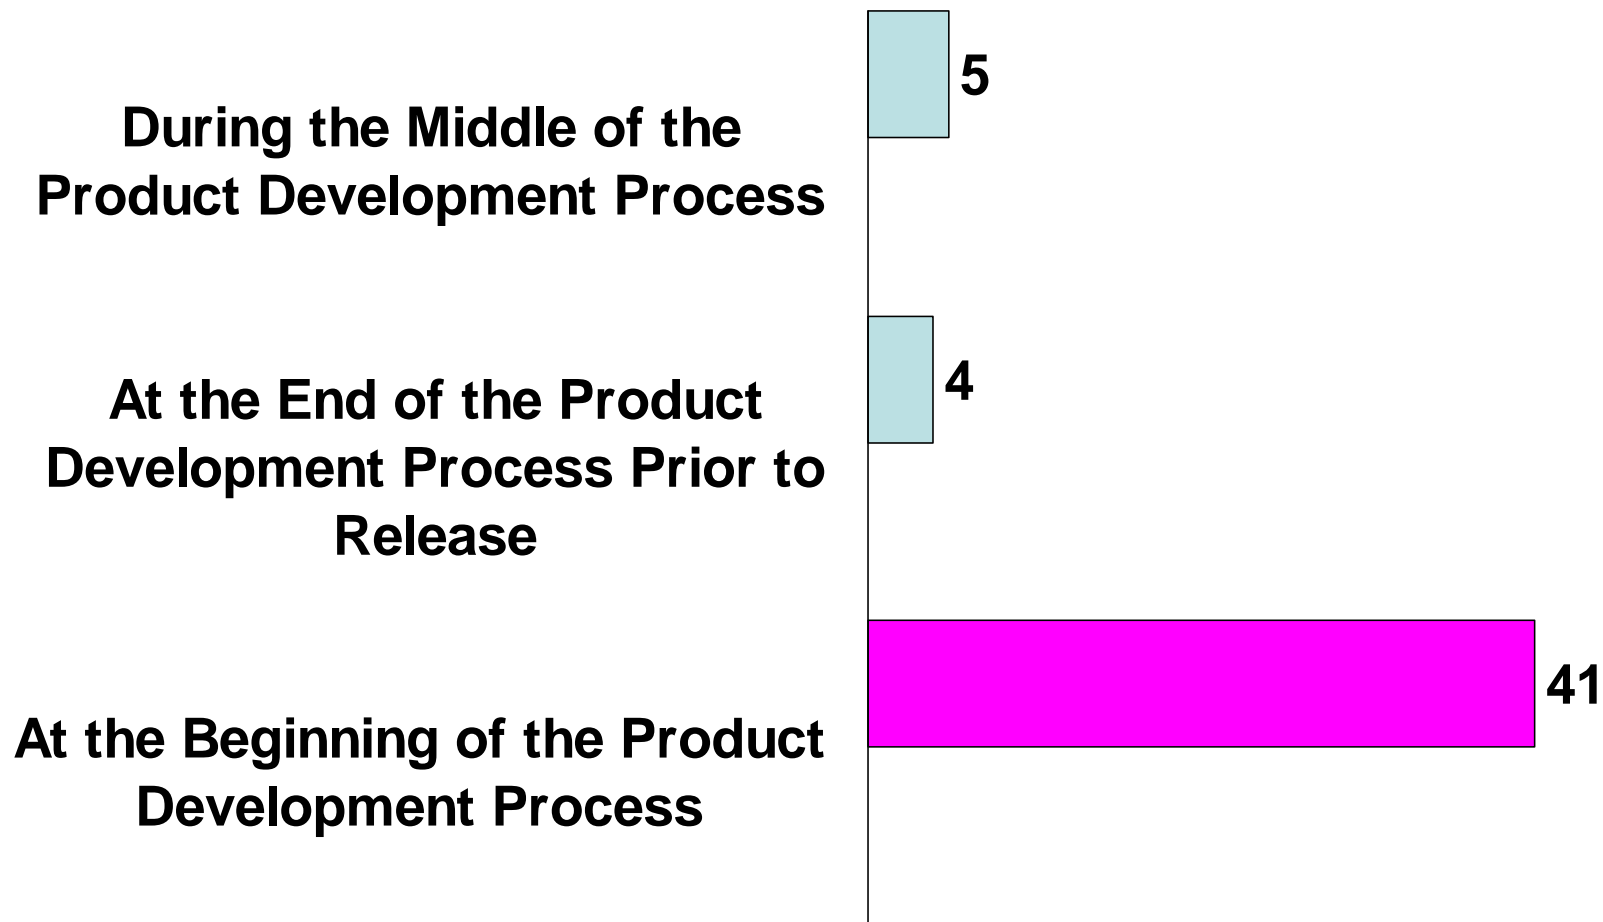 5
During the Middle of the
Product Development Process
4
At the End of the Product
Development Process Prior to
Release
41
At the Beginning of the Product
Development Process